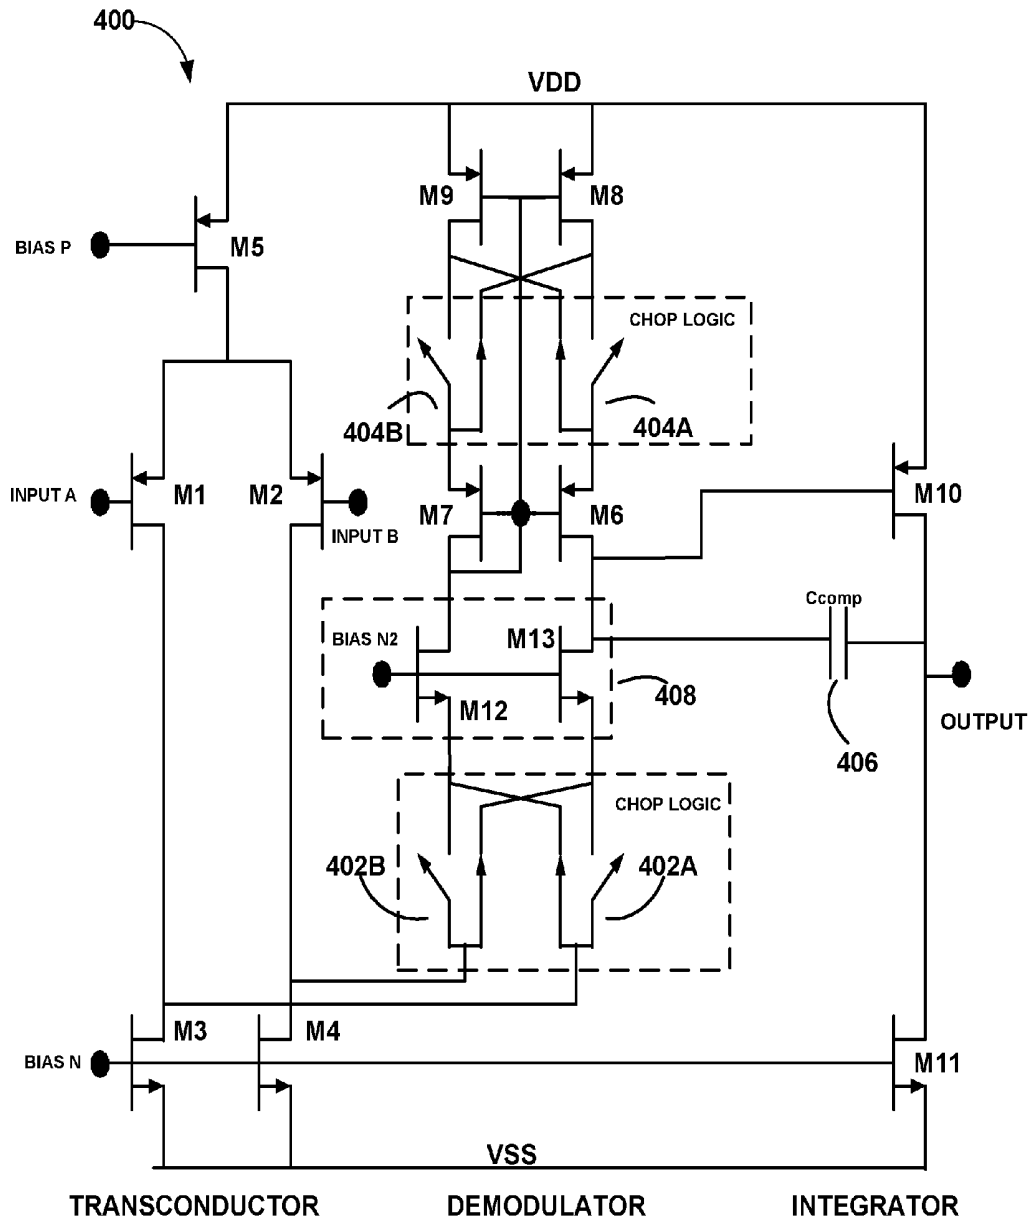 400
VDD
M9
M8
BIAS P
M5
CHOP LOGIC
404B
404A
INPUT A
M1
M2
INPUT B
M7
M6
M10
Ccomp
BIAS N2
M13
M12
408
OUTPUT
406
CHOP LOGIC
402B
402A
M3
M4
BIAS N
M11
VSS
TRANSCONDUCTOR
DEMODULATOR
INTEGRATOR